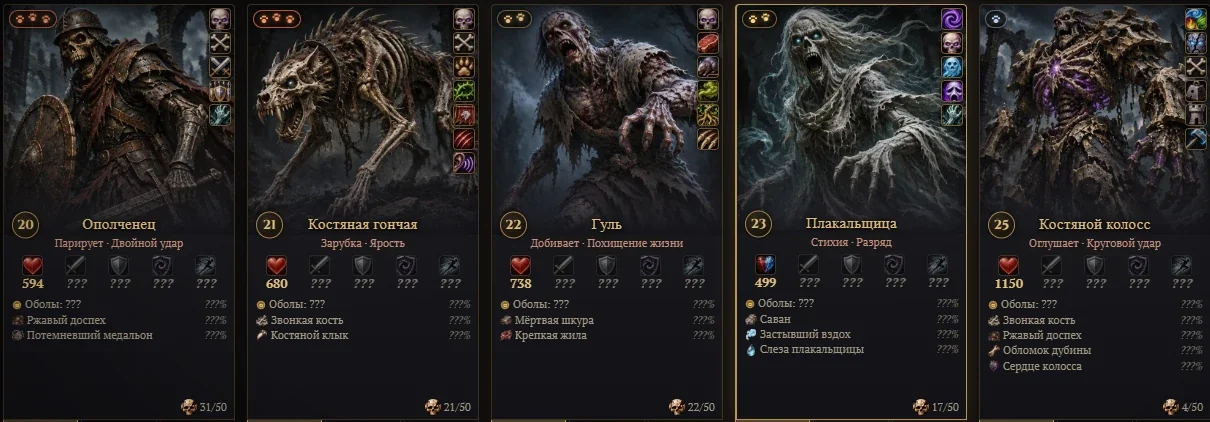 20 Ополченец
Парирует · Двойной удар
594 ??? ??? ??? ???
Оболы: ??? ???%
Ржавый доспех ???%
Потемневший медальон ???%
31/50
21 Костяная гончая
Зарубка · Ярость
680 ??? ??? ??? ???
Оболы: ??? ???%
Звонкая кость ???%
Костяной клык ???%
21/50
22 Гуль
Добивает · Похищение жизни
738 ??? ??? ??? ???
Оболы: ??? ???%
Мёртвая шкура ???%
Крепкая жила ???%
22/50
23 Плакальщица
Стихия · Разряд
499 ??? ??? ??? ???
Оболы: ??? ???%
Саван ???%
Застывший вздох ???%
Слеза плакальщицы ???%
17/50
25 Костяной колосс
Оглушает · Круговой удар
1150 ??? ??? ??? ???
Оболы: ??? ???%
Звонкая кость ???%
Ржавый доспех ???%
Обломок дубины ???%
Сердце колосса ???%
4/50